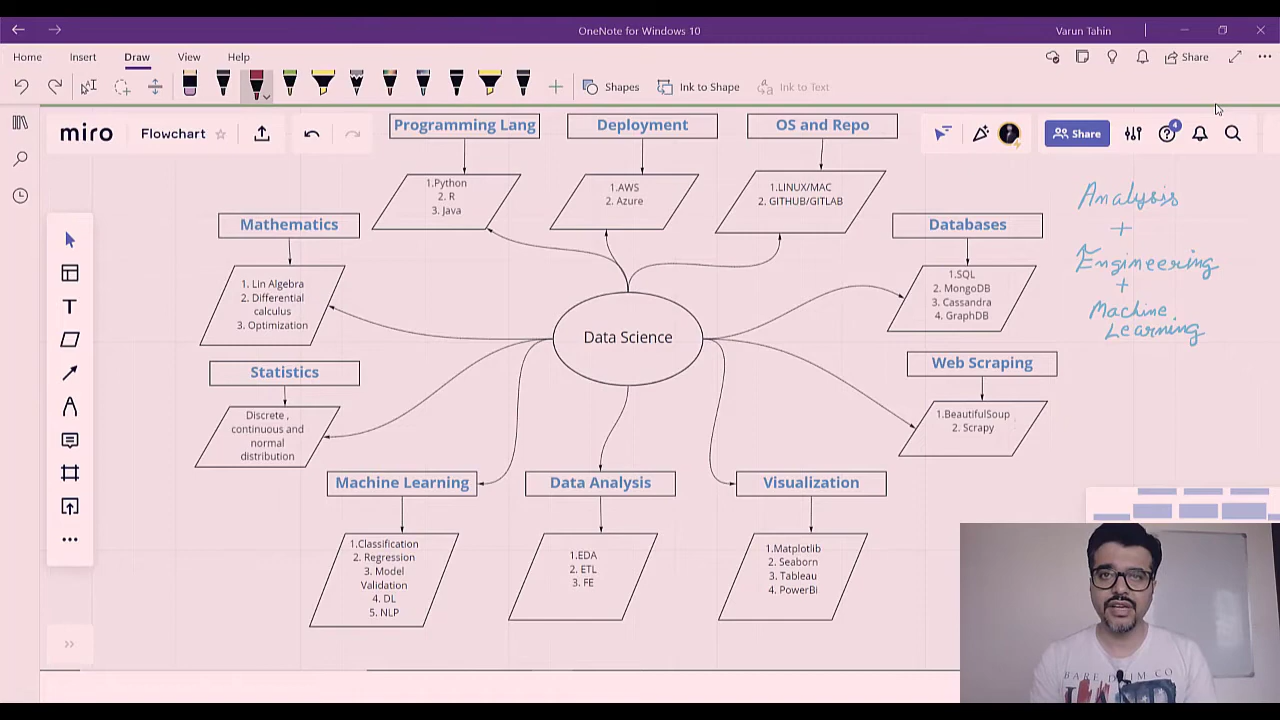 OneNote for Windows 10
Varun Tahin
Home
Insert
Draw
View
Help
Share
Shapes
Ink to Shape
Ink to Text
miro
Flowchart
Share
4
Programming Lang
1.Python
2. R
3. Java
Deployment
1.AWS
2. Azure
OS and Repo
1.LINUX/MAC
2. GITHUB/GITLAB
Mathematics
1. Lin Algebra
2. Differential
calculus
3. Optimization
Databases
1.SQL
2. MongoDB
3. Cassandra
4. GraphDB
Analysis
+
Engineering
+
Machine
Learning
Data Science
Statistics
Discrete ,
continuous and
normal
distribution
Web Scraping
1.BeautifulSoup
2. Scrapy
Machine Learning
1.Classification
2. Regression
3. Model
Validation
4. DL
5. NLP
Data Analysis
1.EDA
2. ETL
3. FE
Visualization
1.Matplotlib
2. Seaborn
3. Tableau
4. PowerBi